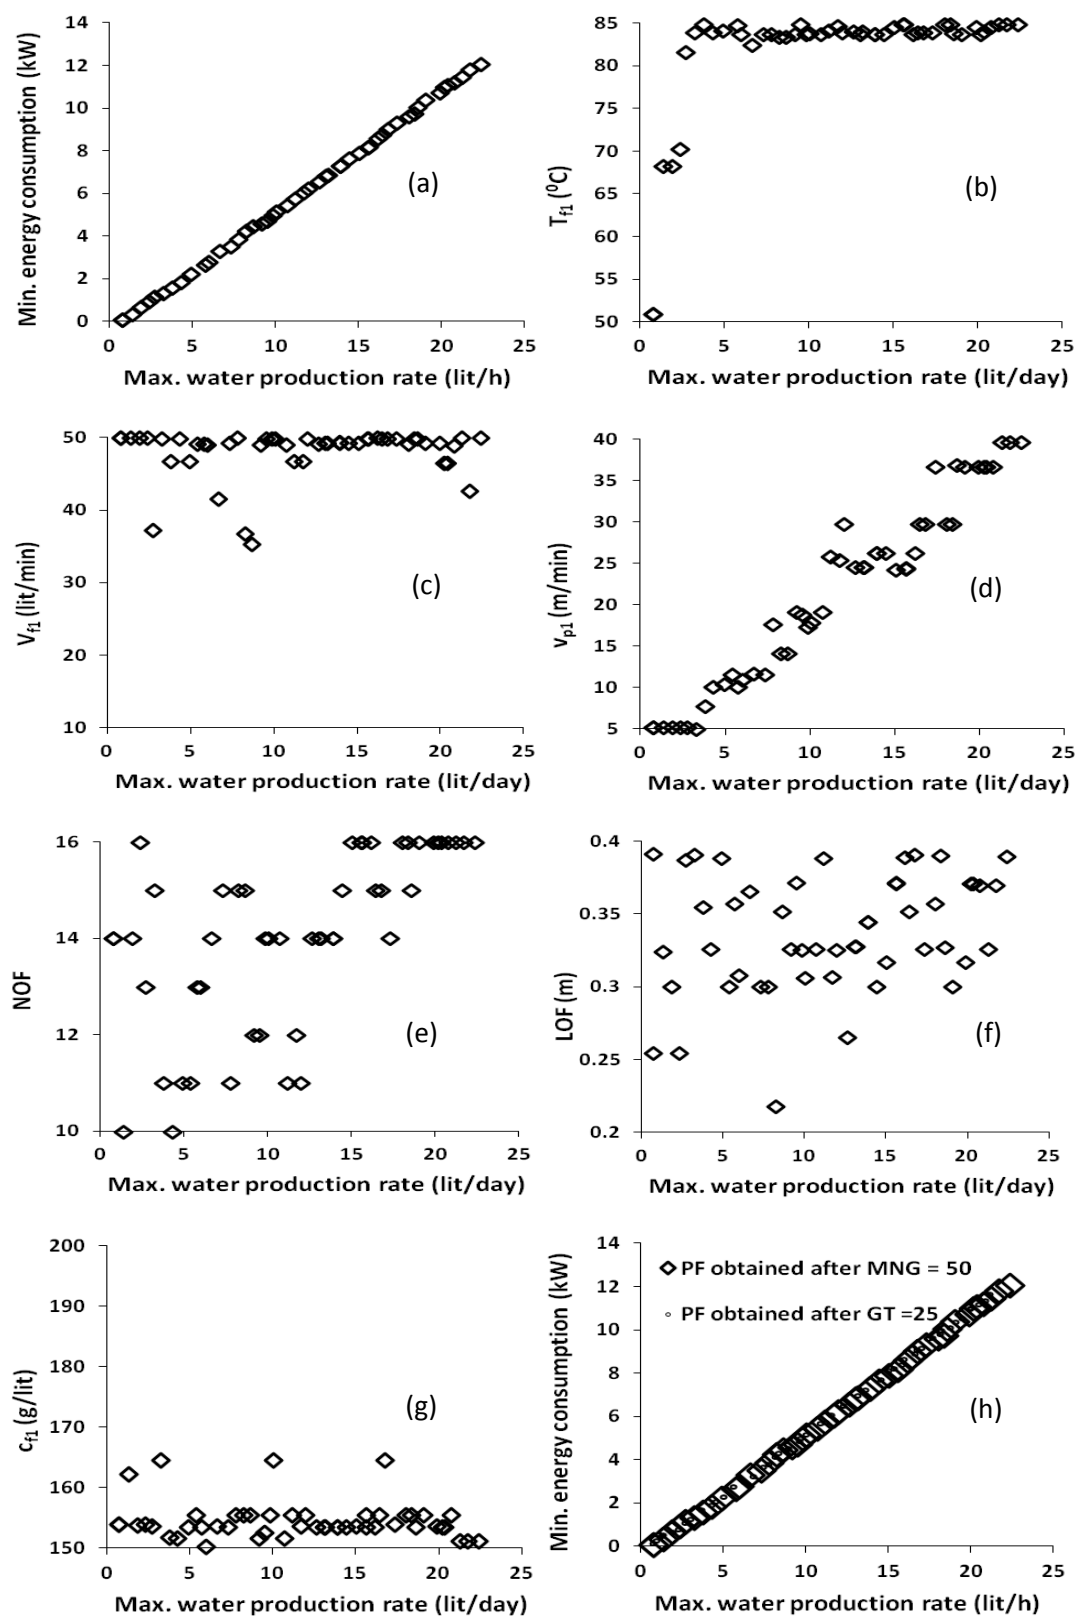 Min. energy consumption (kW)
14
12
10
8
6
4
2
0
(a)
0 5 10 15 20 25
Max. water production rate (lit/h)
T_f1 (⁰C)
85
80
75
70
65
60
55
50
(b)
0 5 10 15 20 25
Max. water production rate (lit/day)
V_f1 (lit/min)
50
40
30
20
10
(c)
0 5 10 15 20 25
Max. water production rate (lit/day)
v_p1 (m/min)
40
35
30
25
20
15
10
5
(d)
0 5 10 15 20 25
Max. water production rate (lit/day)
NOF
16
14
12
10
(e)
0 5 10 15 20 25
Max. water production rate (lit/day)
LOF (m)
0.4
0.35
0.3
0.25
0.2
(f)
0 5 10 15 20 25
Max. water production rate (lit/day)
c_f1 (g/lit)
200
190
180
170
160
150
(g)
0 5 10 15 20 25
Max. water production rate (lit/day)
Min. energy consumption (kW)
14
12
10
8
6
4
2
0
PF obtained after MNG = 50
PF obtained after GT =25
(h)
0 5 10 15 20 25
Max. water production rate (lit/h)